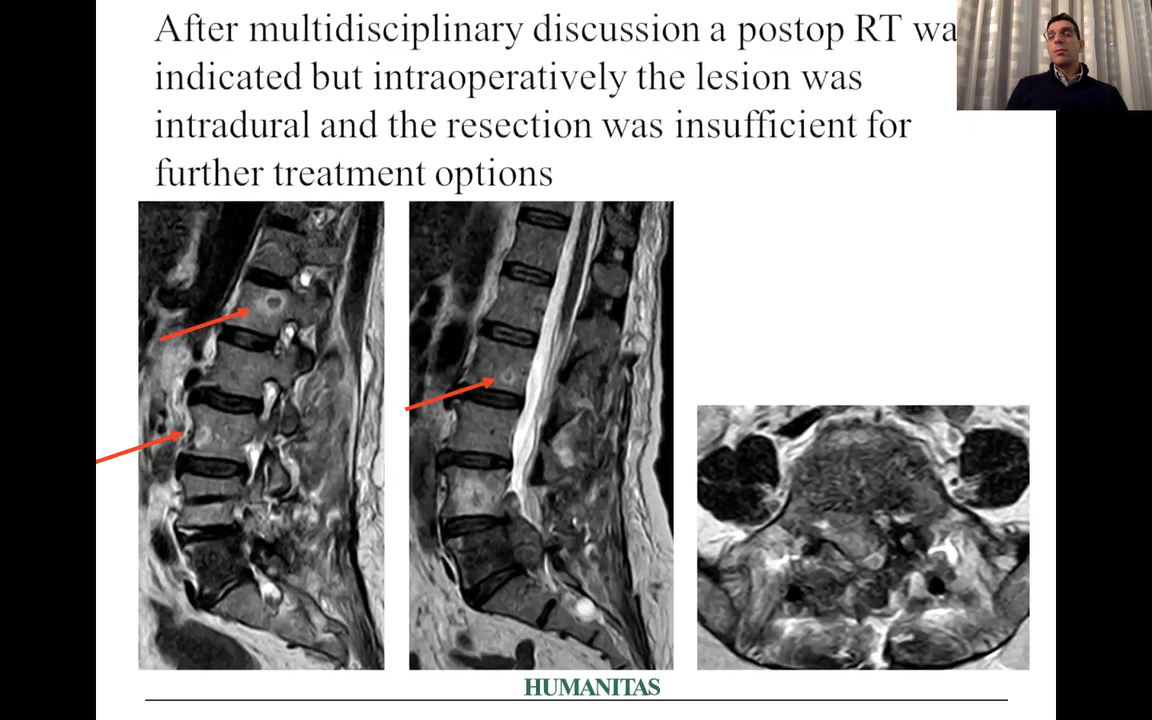 After multidisciplinary discussion a postop RT wa
indicated but intraoperatively the lesion was
intradural and the resection was insufficient for
further treatment options
HUMANITAS